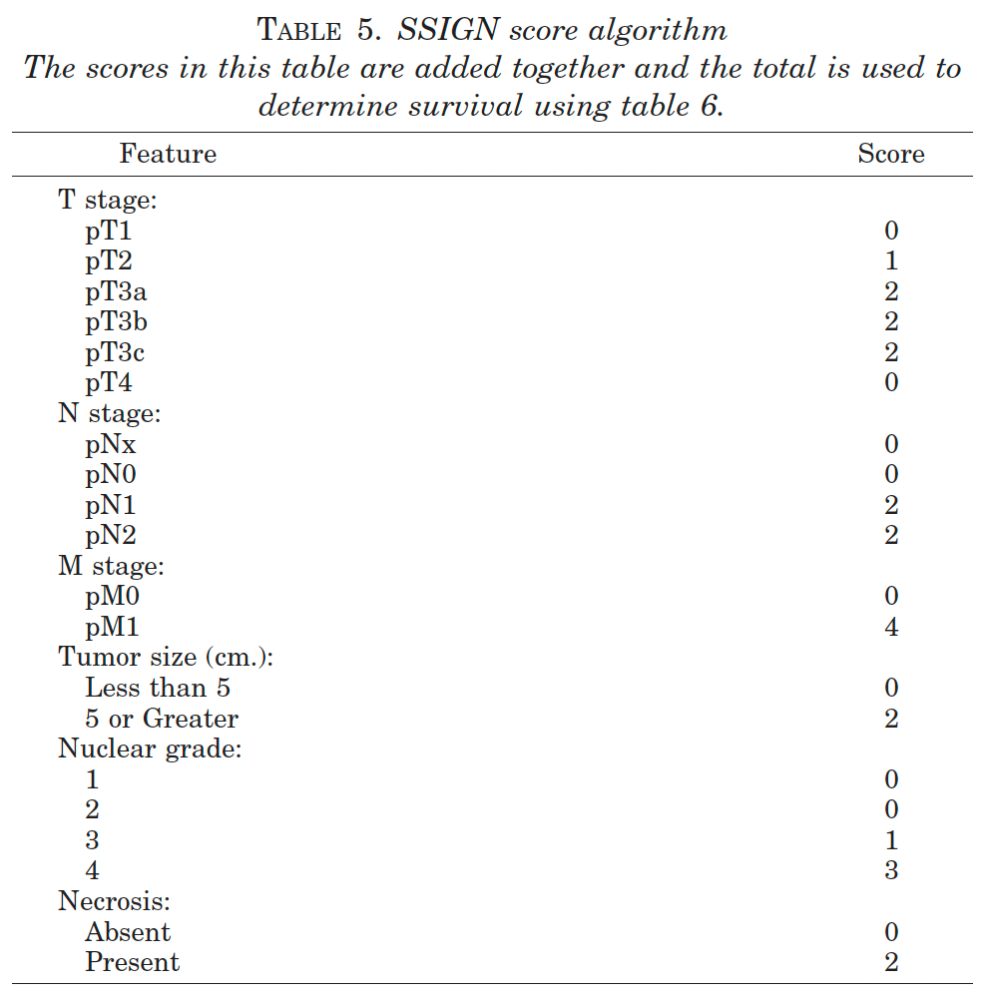 TABLE 5. SSIGN score algorithm
The scores in this table are added together and the total is used to
determine survival using table 6.
Feature Score
T stage:
pT1 0
pT2 1
pT3a 2
pT3b 2
pT3c 2
pT4 0
N stage:
pNx 0
pN0 0
pN1 2
pN2 2
M stage:
pM0 0
pM1 4
Tumor size (cm.):
Less than 5 0
5 or Greater 2
Nuclear grade:
1 0
2 0
3 1
4 3
Necrosis:
Absent 0
Present 2